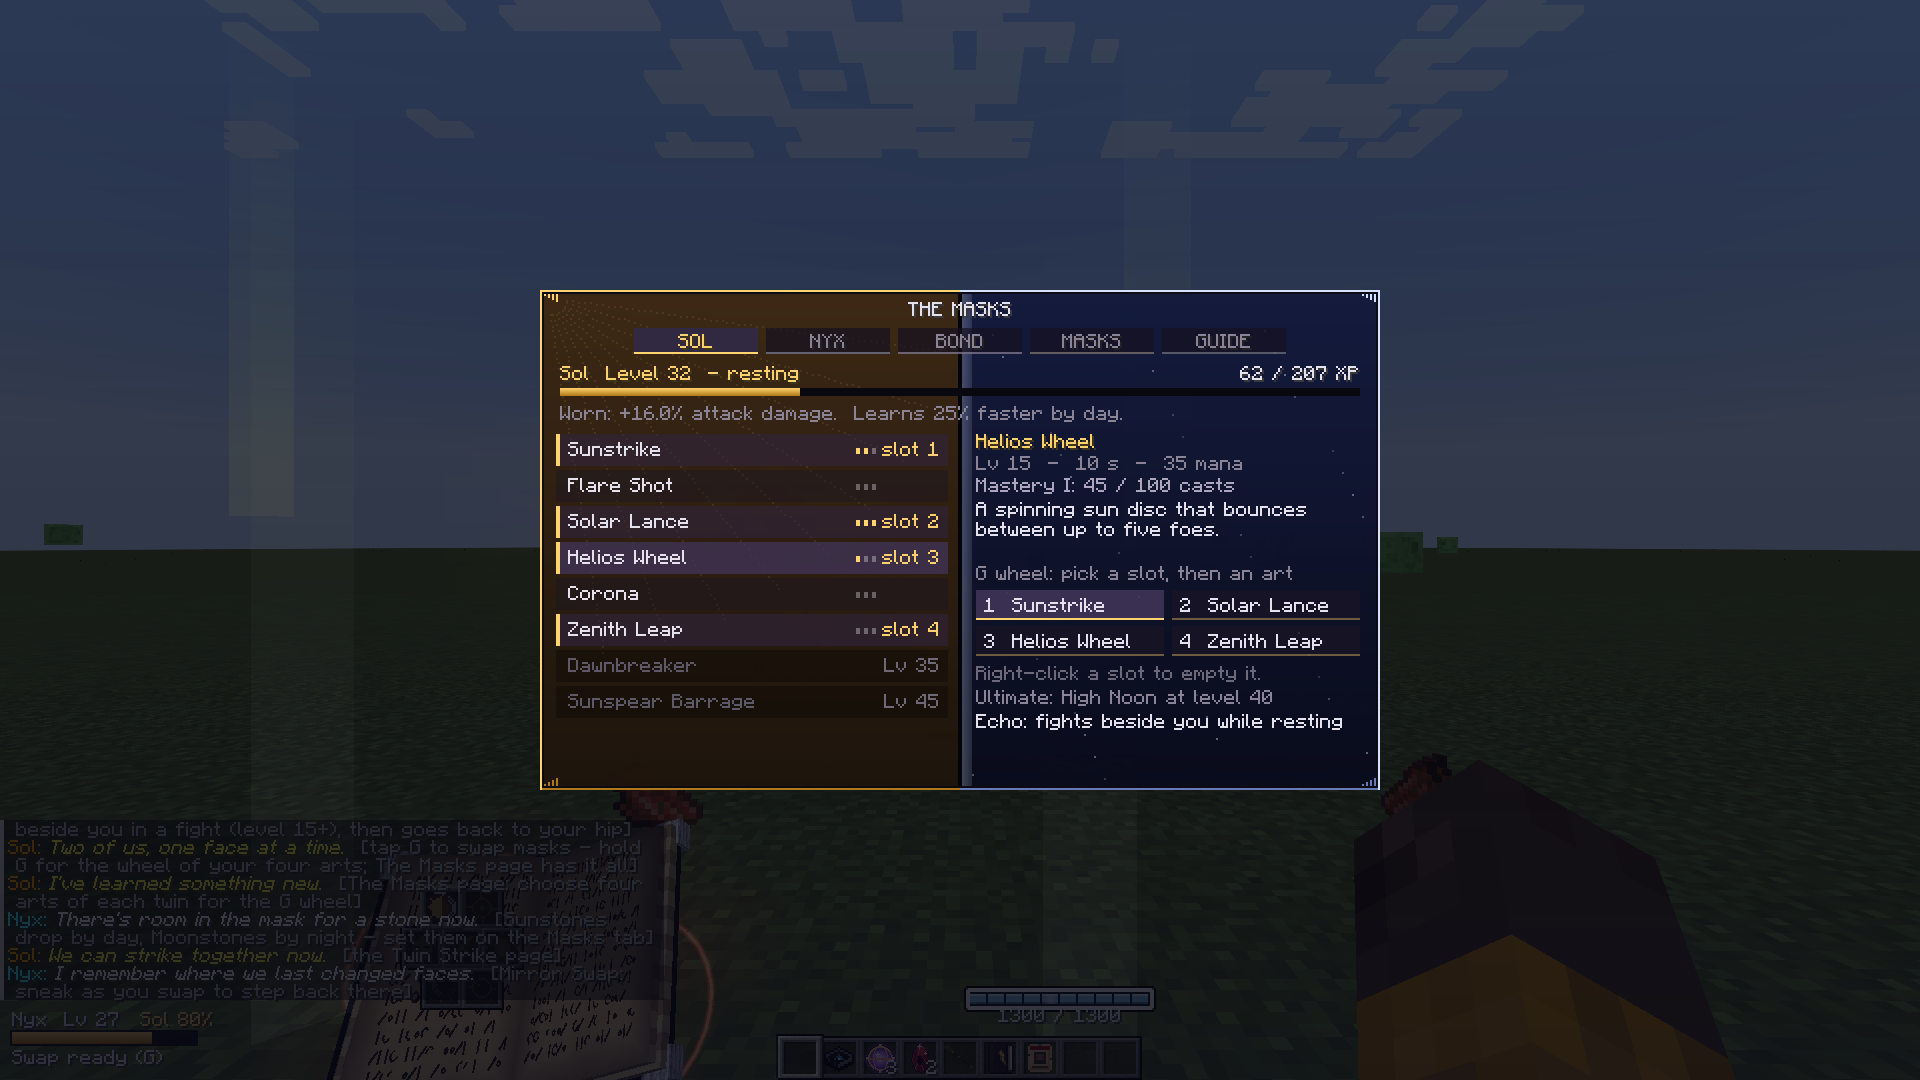 THE MASKS
SOL NYX BOND MASKS GUIDE
Sol Level 32 - resting 62 / 207 XP
Worn: +16.0% attack damage. Learns 25% faster by day.
Sunstrike slot 1
Flare Shot
Solar Lance slot 2
Helios Wheel slot 3
Corona
Zenith Leap slot 4
Dawnbreaker Lv 35
Sunspear Barrage Lv 45
Helios Wheel
Lv 15 - 10 s - 35 mana
Mastery I: 45 / 100 casts
A spinning sun disc that bounces
between up to five foes.
G wheel: pick a slot, then an art
1 Sunstrike 2 Solar Lance
3 Helios Wheel 4 Zenith Leap
Right-click a slot to empty it.
Ultimate: High Noon at level 40
Echo: fights beside you while resting
beside you in a fight (level 15+), then goes back to your hip]
Sol: Two of us, one face at a time. [tap G to swap masks - hold
G for the wheel of your four arts; The Masks page has it all]
Sol: I've learned something new. [The Masks page: choose four
arts of each twin for the G wheel]
Nyx: There's room in the mask for a stone now. [Sunstones
drop by day, Moonstones by night - set them on the Masks tab]
Sol: We can strike together now. [the Twin Strike page]
Nyx: I remember where we last changed faces. [Mirror Swap:
sneak as you swap to step back there]
Nyx Lv 27 Sol 80%
Swap ready (G)
1300 / 1300
3
2